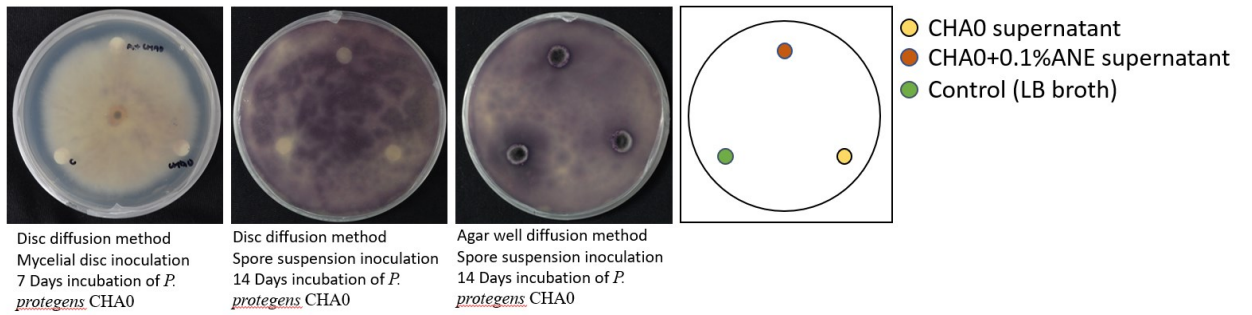 CHA0 supernatant
CHA0+0.1%ANE supernatant
Control (LB broth)
C
CHA0
Disc diffusion method
Mycelial disc inoculation
7 Days incubation of P.
protegens CHA0
Disc diffusion method
Spore suspension inoculation
14 Days incubation of P.
protegens CHA0
Agar well diffusion method
Spore suspension inoculation
14 Days incubation of P.
protegens CHA0